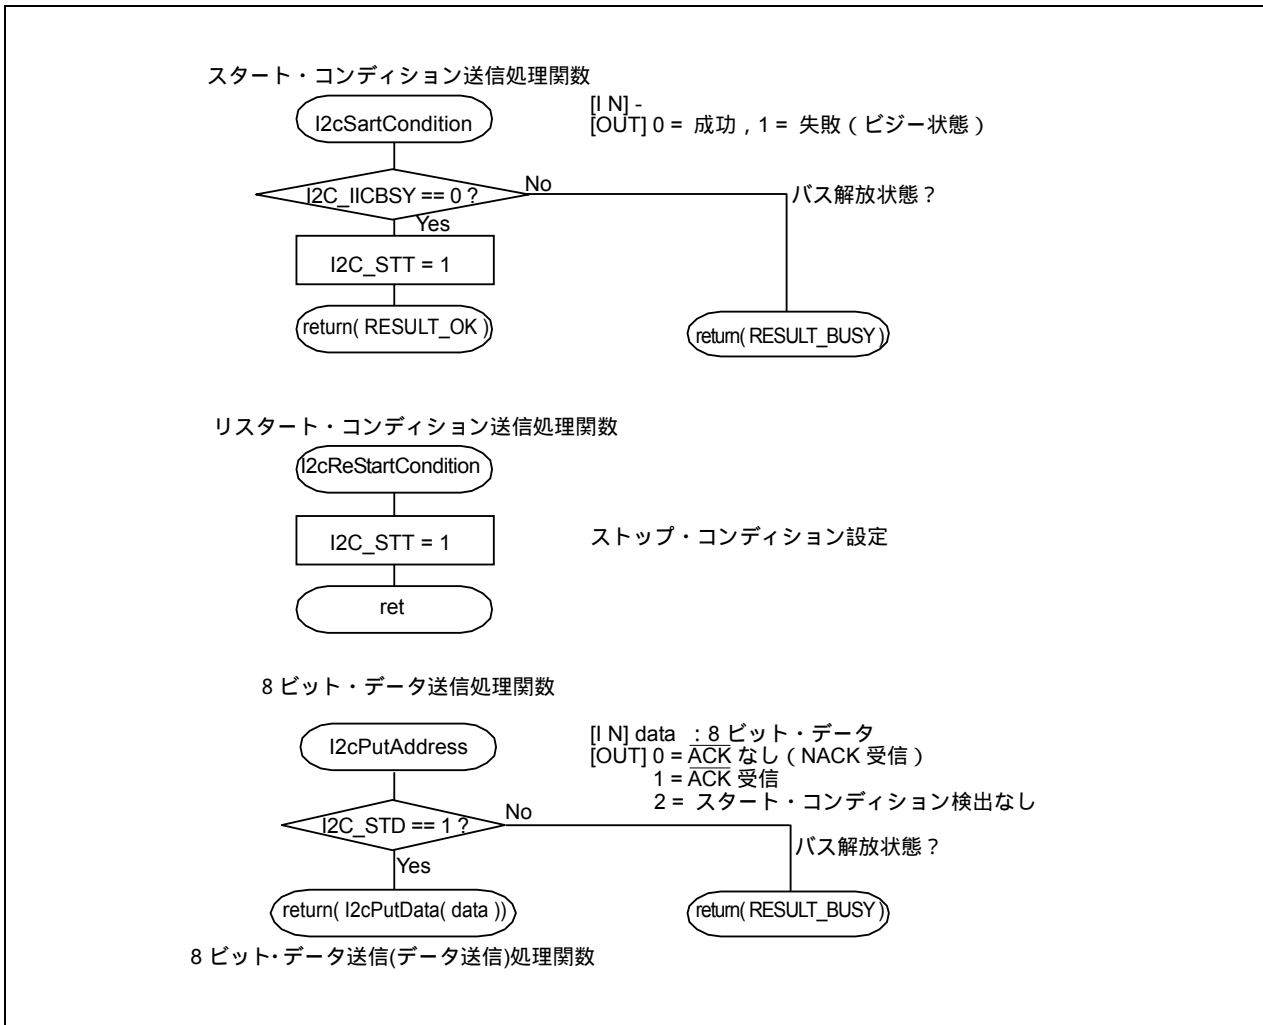 スタート・コンディション送信処理関数
I2cSartCondition
[I N] -
[OUT] 0 = 成功 , 1 = 失敗 ( ビジー状態 )
I2C_IICBSY == 0 ?
No
バス解放状態 ?
Yes
I2C_STT = 1
return( RESULT_OK )
return( RESULT_BUSY )
リスタート・コンディション送信処理関数
I2cReStartCondition
I2C_STT = 1
ストップ・コンディション設定
ret
8 ビット・データ送信処理関数
I2cPutAddress
[I N] data : 8 ビット・データ
[OUT] 0 = ACK なし ( NACK 受信 )
1 = ACK 受信
2 = スタート・コンディション検出なし
I2C_STD == 1 ?
No
バス解放状態 ?
Yes
return( I2cPutData( data ))
return( RESULT_BUSY )
8 ビット・データ送信(データ送信)処理関数